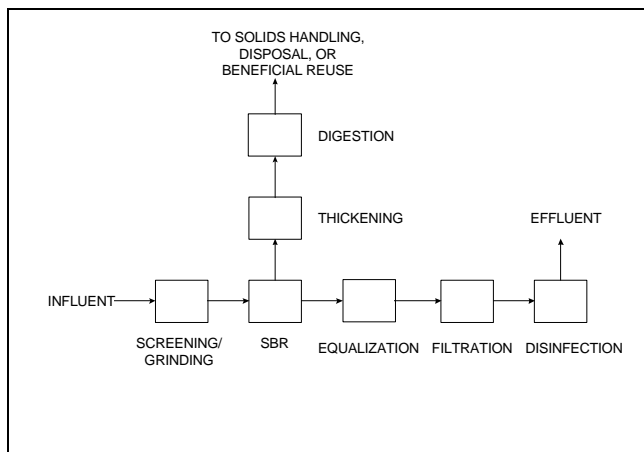 TO SOLIDS HANDLING,
DISPOSAL, OR
BENEFICIAL REUSE
DIGESTION
THICKENING
EFFLUENT
INFLUENT
SCREENING/
GRINDING
SBR
EQUALIZATION
FILTRATION
DISINFECTION